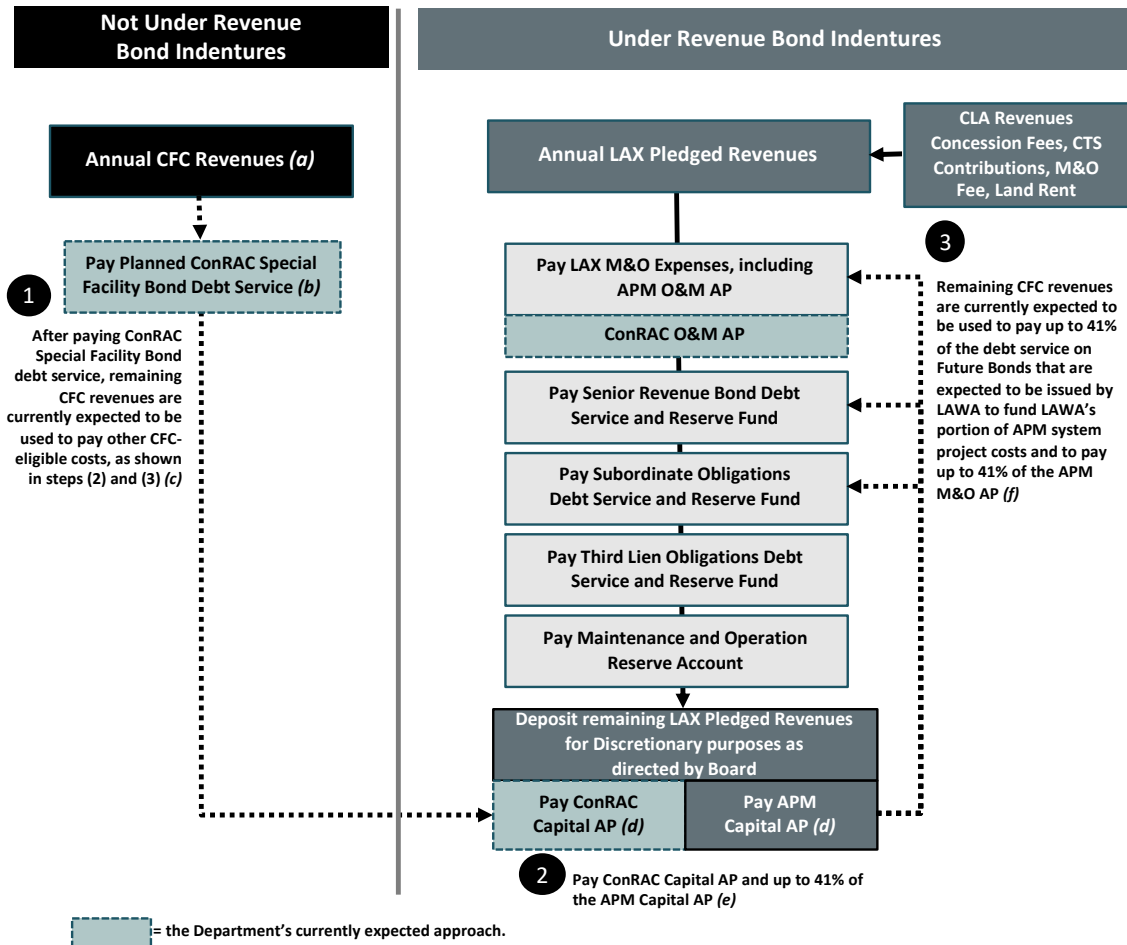 Not Under Revenue
Bond Indentures
Under Revenue Bond Indentures
Annual CFC Revenues (a)
Pay Planned ConRAC Special
Facility Bond Debt Service (b)
1
After paying ConRAC
Special Facility Bond
debt service, remaining
CFC revenues are
currently expected to be
used to pay other CFC-
eligible costs, as shown
in steps (2) and (3) (c)
Annual LAX Pledged Revenues
CLA Revenues
Concession Fees, CTS
Contributions, M&O
Fee, Land Rent
Pay LAX M&O Expenses, including
APM O&M AP
ConRAC O&M AP
Pay Senior Revenue Bond Debt
Service and Reserve Fund
Pay Subordinate Obligations
Debt Service and Reserve Fund
Pay Third Lien Obligations Debt
Service and Reserve Fund
Pay Maintenance and Operation
Reserve Account
Deposit remaining LAX Pledged Revenues
for Discretionary purposes as
directed by Board
Pay ConRAC
Capital AP (d)
Pay APM
Capital AP (d)
3
Remaining CFC revenues
are currently expected to
be used to pay up to 41%
of the debt service on
Future Bonds that are
expected to be issued by
LAWA to fund LAWA's
portion of APM system
project costs and to pay
up to 41% of the APM
M&O AP (f)
2
Pay ConRAC Capital AP and up to 41% of
the APM Capital AP (e)
= the Department's currently expected approach.